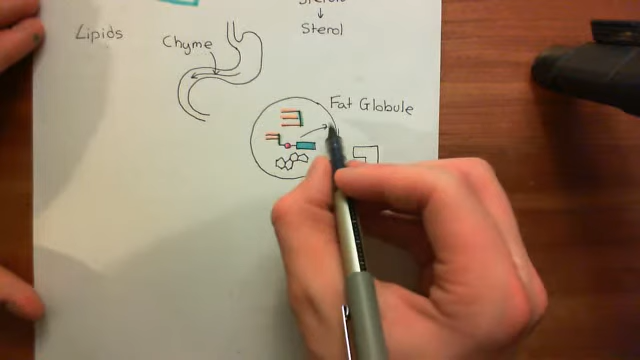 Lipids
Chyme
↓
Sterol
Fat Globule